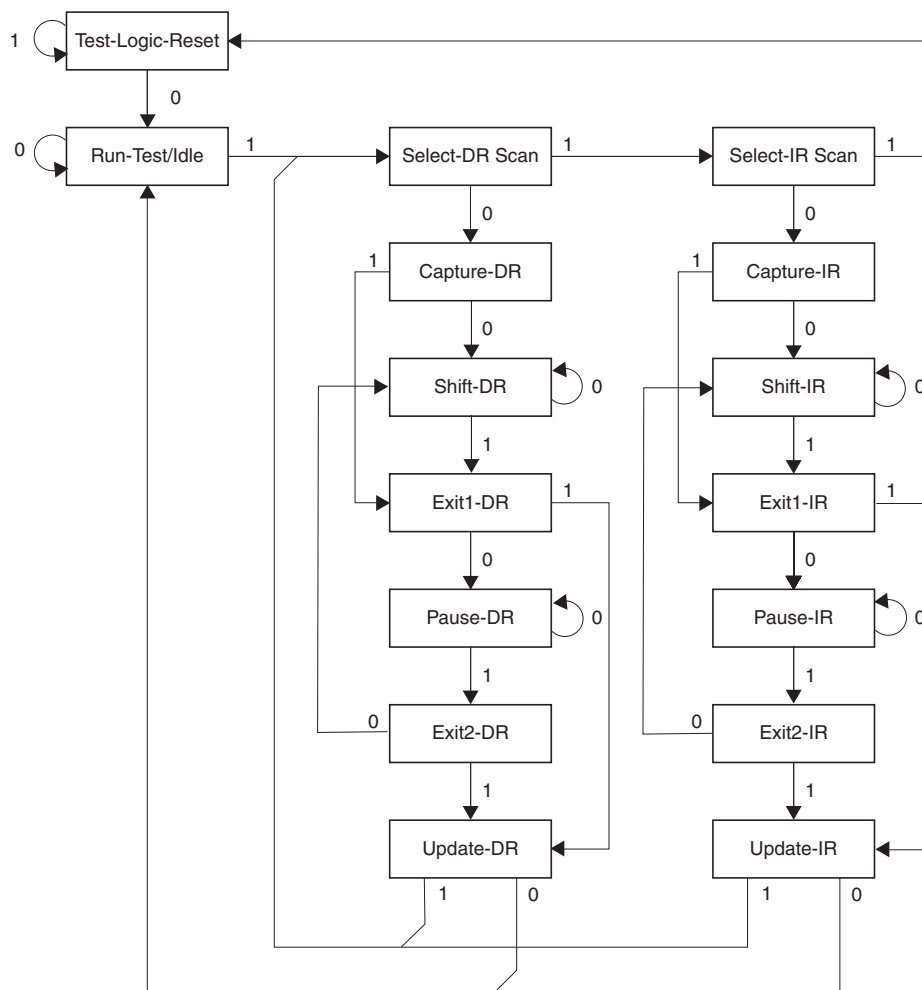 1 Test-Logic-Reset
0
0 Run-Test/Idle 1 Select-DR Scan 1 Select-IR Scan 1
0 0
1 Capture-DR 1 Capture-IR
0 0
Shift-DR 0 Shift-IR 0
1 1
Exit1-DR 1 Exit1-IR 1
0 0
Pause-DR 0 Pause-IR 0
1 1
0 Exit2-DR 0 Exit2-IR
1 1
Update-DR Update-IR
1 0 1 0